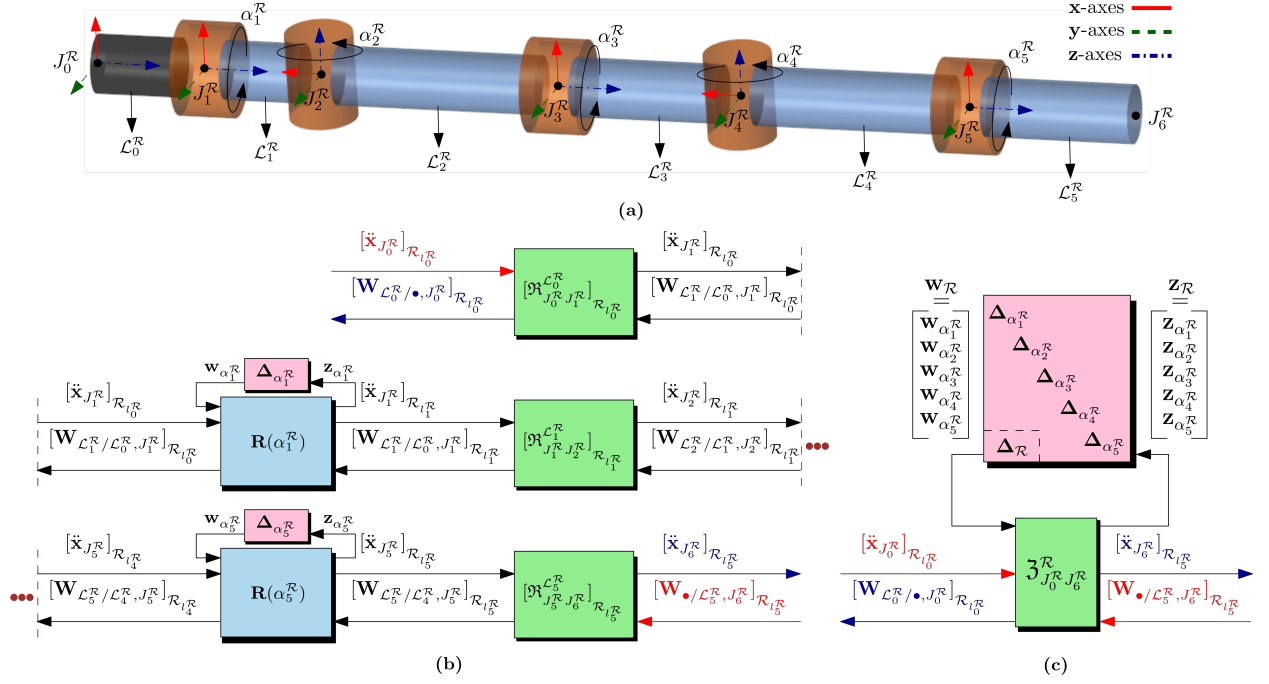 x-axes
y-axes
z-axes
J_0^ℛ
J_1^ℛ
J_2^ℛ
J_3^ℛ
J_4^ℛ
J_5^ℛ
J_6^ℛ
α_1^ℛ
α_2^ℛ
α_3^ℛ
α_4^ℛ
α_5^ℛ
ℒ_0^ℛ
ℒ_1^ℛ
ℒ_2^ℛ
ℒ_3^ℛ
ℒ_4^ℛ
ℒ_5^ℛ
(a)
[ẍ_{J_0^ℛ}]_{ℛ_{l_0^ℛ}}
[W_{ℒ_0^ℛ/•,J_0^ℛ}]_{ℛ_{l_0^ℛ}}
[ℜ^{ℒ_0^ℛ}_{J_0^ℛ J_1^ℛ}]_{ℛ_{l_0^ℛ}}
[ẍ_{J_1^ℛ}]_{ℛ_{l_0^ℛ}}
[W_{ℒ_1^ℛ/ℒ_0^ℛ,J_1^ℛ}]_{ℛ_{l_0^ℛ}}
w_{α_1^ℛ}
Δ_{α_1^ℛ}
z_{α_1^ℛ}
[ẍ_{J_1^ℛ}]_{ℛ_{l_0^ℛ}}
[W_{ℒ_1^ℛ/ℒ_0^ℛ,J_1^ℛ}]_{ℛ_{l_0^ℛ}}
R(α_1^ℛ)
[ẍ_{J_1^ℛ}]_{ℛ_{l_1^ℛ}}
[W_{ℒ_1^ℛ/ℒ_0^ℛ,J_1^ℛ}]_{ℛ_{l_1^ℛ}}
[ℜ^{ℒ_1^ℛ}_{J_1^ℛ J_2^ℛ}]_{ℛ_{l_1^ℛ}}
[ẍ_{J_2^ℛ}]_{ℛ_{l_1^ℛ}}
[W_{ℒ_2^ℛ/ℒ_1^ℛ,J_2^ℛ}]_{ℛ_{l_1^ℛ}}
w_{α_5^ℛ}
Δ_{α_5^ℛ}
z_{α_5^ℛ}
[ẍ_{J_5^ℛ}]_{ℛ_{l_4^ℛ}}
[W_{ℒ_5^ℛ/ℒ_4^ℛ,J_5^ℛ}]_{ℛ_{l_4^ℛ}}
R(α_5^ℛ)
[ẍ_{J_5^ℛ}]_{ℛ_{l_5^ℛ}}
[W_{ℒ_5^ℛ/ℒ_4^ℛ,J_5^ℛ}]_{ℛ_{l_5^ℛ}}
[ℜ^{ℒ_5^ℛ}_{J_5^ℛ J_6^ℛ}]_{ℛ_{l_5^ℛ}}
[ẍ_{J_6^ℛ}]_{ℛ_{l_5^ℛ}}
[W_{•/ℒ_5^ℛ,J_6^ℛ}]_{ℛ_{l_5^ℛ}}
(b)
w_ℛ
=
w_{α_1^ℛ}
w_{α_2^ℛ}
w_{α_3^ℛ}
w_{α_4^ℛ}
w_{α_5^ℛ}
Δ_{α_1^ℛ}
Δ_{α_2^ℛ}
Δ_{α_3^ℛ}
Δ_{α_4^ℛ}
Δ_{α_5^ℛ}
Δ_ℛ
z_ℛ
=
z_{α_1^ℛ}
z_{α_2^ℛ}
z_{α_3^ℛ}
z_{α_4^ℛ}
z_{α_5^ℛ}
[ẍ_{J_0^ℛ}]_{ℛ_{l_0^ℛ}}
[W_{ℒ_0^ℛ/•,J_0^ℛ}]_{ℛ_{l_0^ℛ}}
ℨ^ℛ_{J_0^ℛ J_6^ℛ}
[ẍ_{J_6^ℛ}]_{ℛ_{l_5^ℛ}}
[W_{•/ℒ_5^ℛ,J_6^ℛ}]_{ℛ_{l_5^ℛ}}
(c)